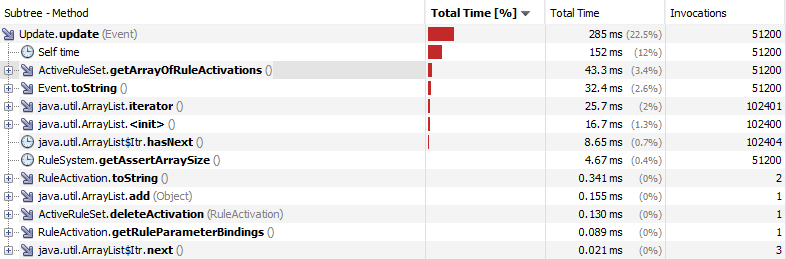 Subtree - Method Total Time [%] Total Time Invocations
Update.update (Event) 285 ms (22.5%) 51200
Self time 152 ms (12%) 51200
ActiveRuleSet.getArrayOfRuleActivations () 43.3 ms (3.4%) 51200
Event.toString () 32.4 ms (2.6%) 51200
java.util.ArrayList.iterator () 25.7 ms (2%) 102401
java.util.ArrayList.<init> () 16.7 ms (1.3%) 102400
java.util.ArrayList$Itr.hasNext () 8.65 ms (0.7%) 102404
RuleSystem.getAssertArraySize () 4.67 ms (0.4%) 51200
RuleActivation.toString () 0.341 ms (0%) 2
java.util.ArrayList.add (Object) 0.155 ms (0%) 1
ActiveRuleSet.deleteActivation (RuleActivation) 0.130 ms (0%) 1
RuleActivation.getRuleParameterBindings () 0.089 ms (0%) 1
java.util.ArrayList$Itr.next () 0.021 ms (0%) 3